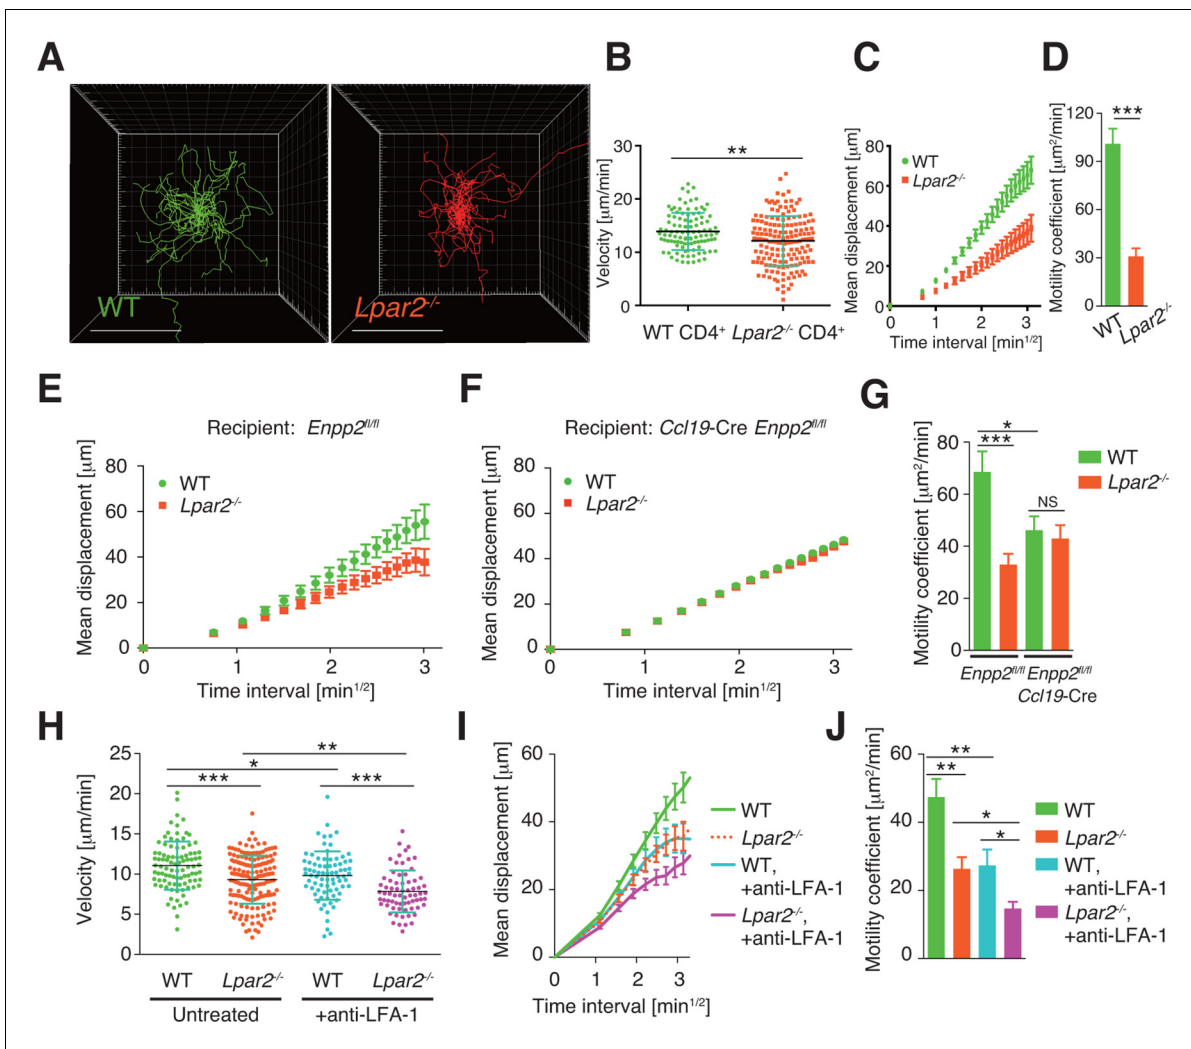 A
WT
Lpar2-/-
B
Velocity [μm/min]
30
20
10
0
**
WT CD4+ Lpar2-/- CD4+
C
Mean displacement [μm]
80
60
40
20
0
WT
Lpar2-/-
0 1 2 3
Time interval [min1/2]
D
Motility coefficient [μm2/min]
120
90
60
30
0
***
WT
Lpar2-/-
E
Recipient: Enpp2fl/fl
Mean displacement [μm]
80
60
40
20
0
WT
Lpar2-/-
0 1 2 3
Time interval [min1/2]
F
Recipient: Ccl19-Cre Enpp2fl/fl
Mean displacement [μm]
80
60
40
20
0
WT
Lpar2-/-
0 1 2 3
Time interval [min1/2]
G
Motility coefficient [μm2/min]
80
60
40
20
0
*
***
NS
WT
Lpar2-/-
Enpp2fl/fl Enpp2fl/fl
Ccl19-Cre
H
Velocity [μm/min]
25
20
15
10
5
0
**
*
*** ***
WT Lpar2-/- WT Lpar2-/-
Untreated +anti-LFA-1
I
Mean displacement [μm]
60
40
20
0
0 1 2 3
Time interval [min1/2]
WT
Lpar2-/-
WT,
+anti-LFA-1
Lpar2-/-,
+anti-LFA-1
J
Motility coefficient [μm2/min]
60
40
20
0
**
**
*
*
WT
Lpar2-/-
WT,
+anti-LFA-1
Lpar2-/-,
+anti-LFA-1